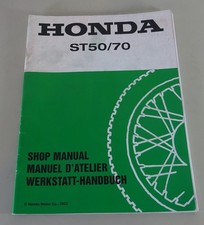 HONDA
ST50/70
SHOP MANUAL
MANUEL D'ATELIER
WERKSTATT-HANDBUCH